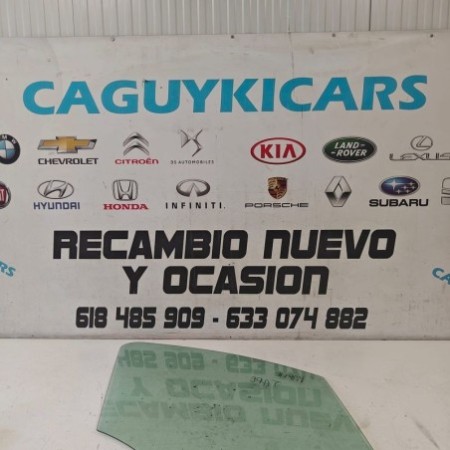 CAGUYKICARS
CHEVROLET CITROËN DS AUTOMOBILES KIA LAND ROVER LEXUS
FIAT HYUNDAI HONDA INFINITI PORSCHE SUBARU
RECAMBIO NUEVO
Y OCASION
618 485 909 - 633 074 882